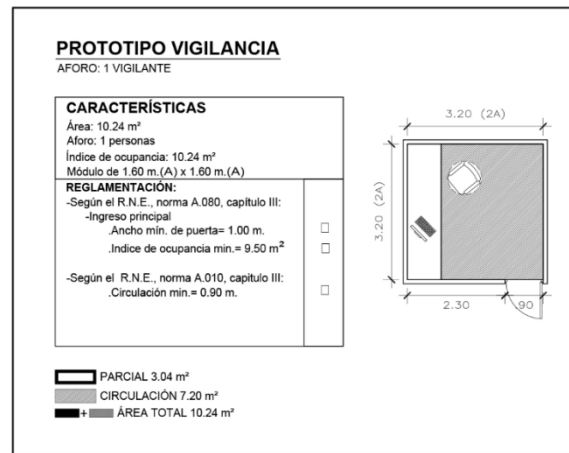 PROTOTIPO VIGILANCIA
AFORO: 1 VIGILANTE
CARACTERÍSTICAS
Área: 10.24 m²
Aforo: 1 personas
Índice de ocupancia: 10.24 m²
Módulo de 1.60 m.(A) x 1.60 m.(A)
REGLAMENTACIÓN:
-Según el R.N.E., norma A.080, capítulo III:
-Ingreso principal
.Ancho mín. de puerta= 1.00 m.
.Indice de ocupancia min.= 9.50 m²
-Según el R.N.E., norma A.010, capitulo III:
.Circulación min.= 0.90 m.
3.20 (2A)
3.20 (2A)
2.30
.90
PARCIAL 3.04 m²
CIRCULACIÓN 7.20 m²
+ ÁREA TOTAL 10.24 m²